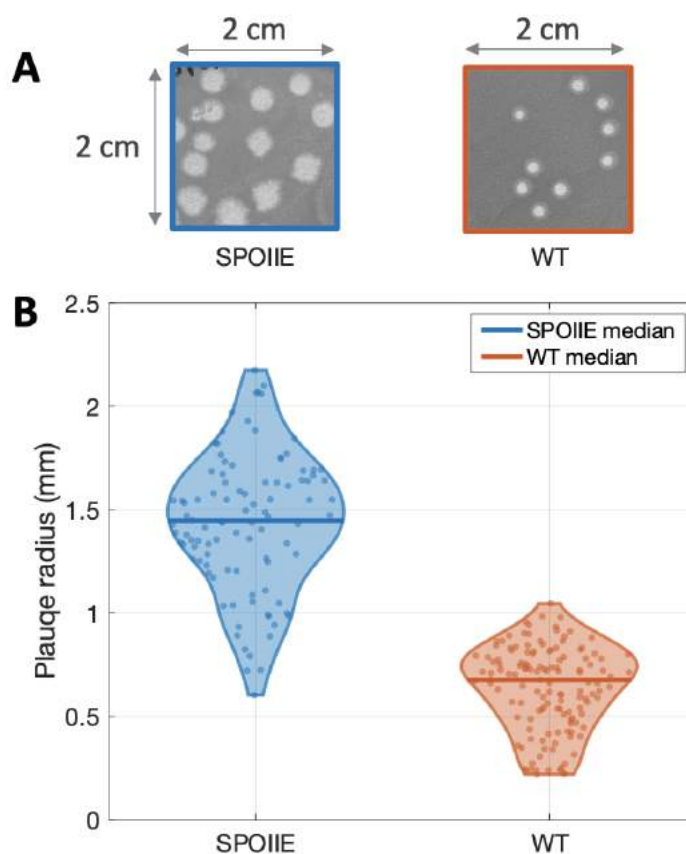 A
2 cm
2 cm
2 cm
SPOIIE
WT
B
SPOIIE median
WT median
Plauqe radius (mm)
2.5
2
1.5
1
0.5
0
SPOIIE
WT